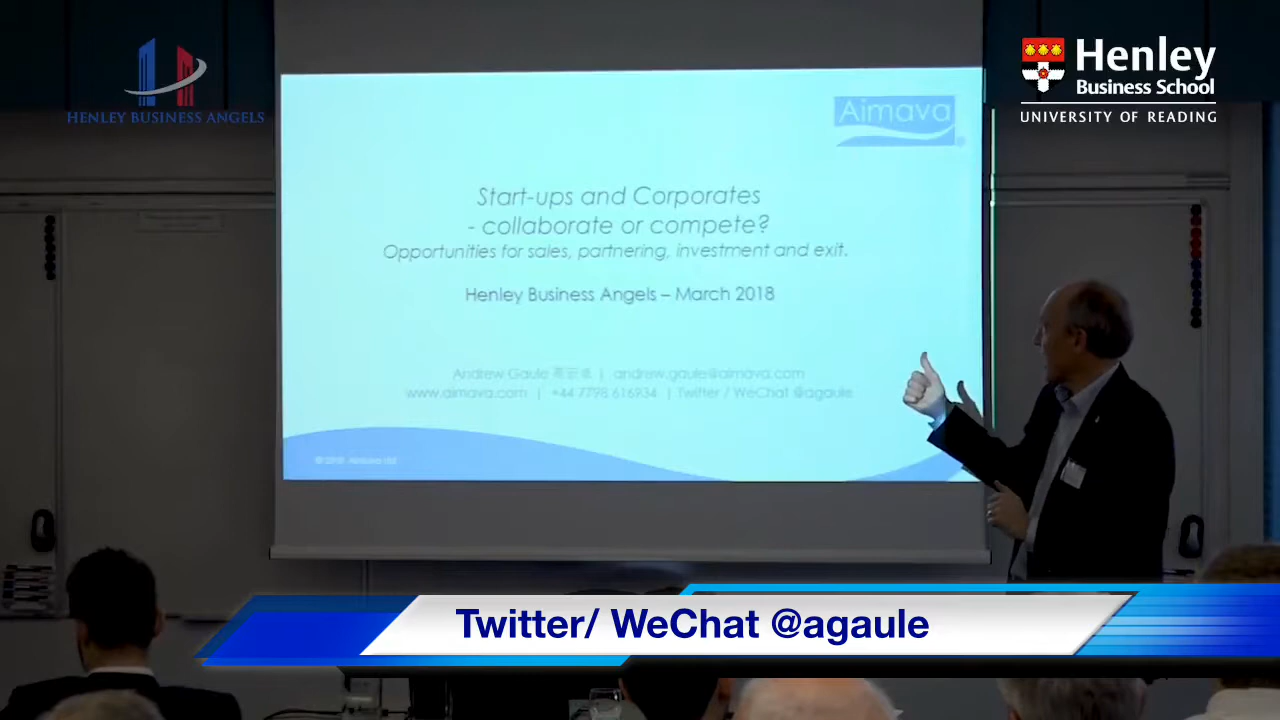 HENLEY BUSINESS ANGELS
Henley
Business School
UNIVERSITY OF READING
Aimava
Start-ups and Corporates
- collaborate or compete?
Opportunities for sales, partnering, investment and exit.
Henley Business Angels – March 2018
Andrew Gaule | andrew.gaule@aimava.com
www.aimava.com | +44 7798 616934 | Twitter / WeChat @agaule
Aimava Ltd
Twitter/ WeChat @agaule